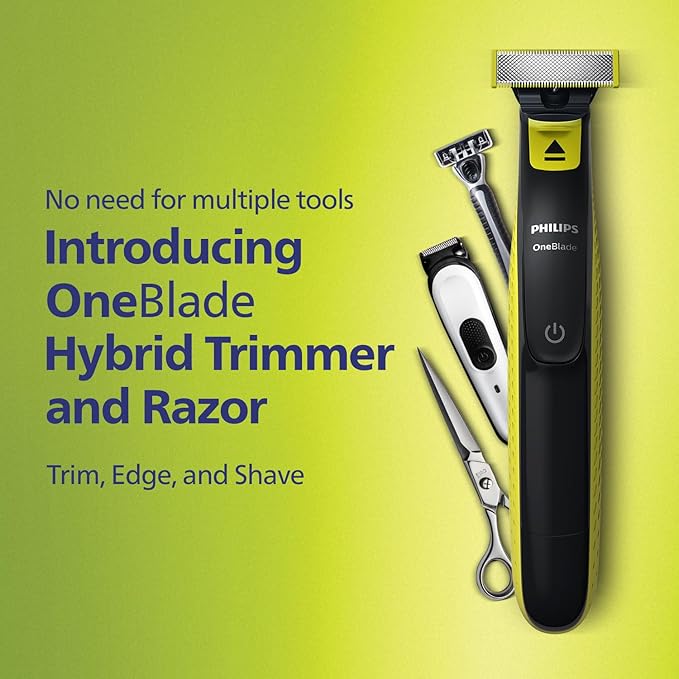 No need for multiple tools
Introducing
OneBlade
Hybrid Trimmer
and Razor
Trim, Edge, and Shave
PHILIPS
OneBlade